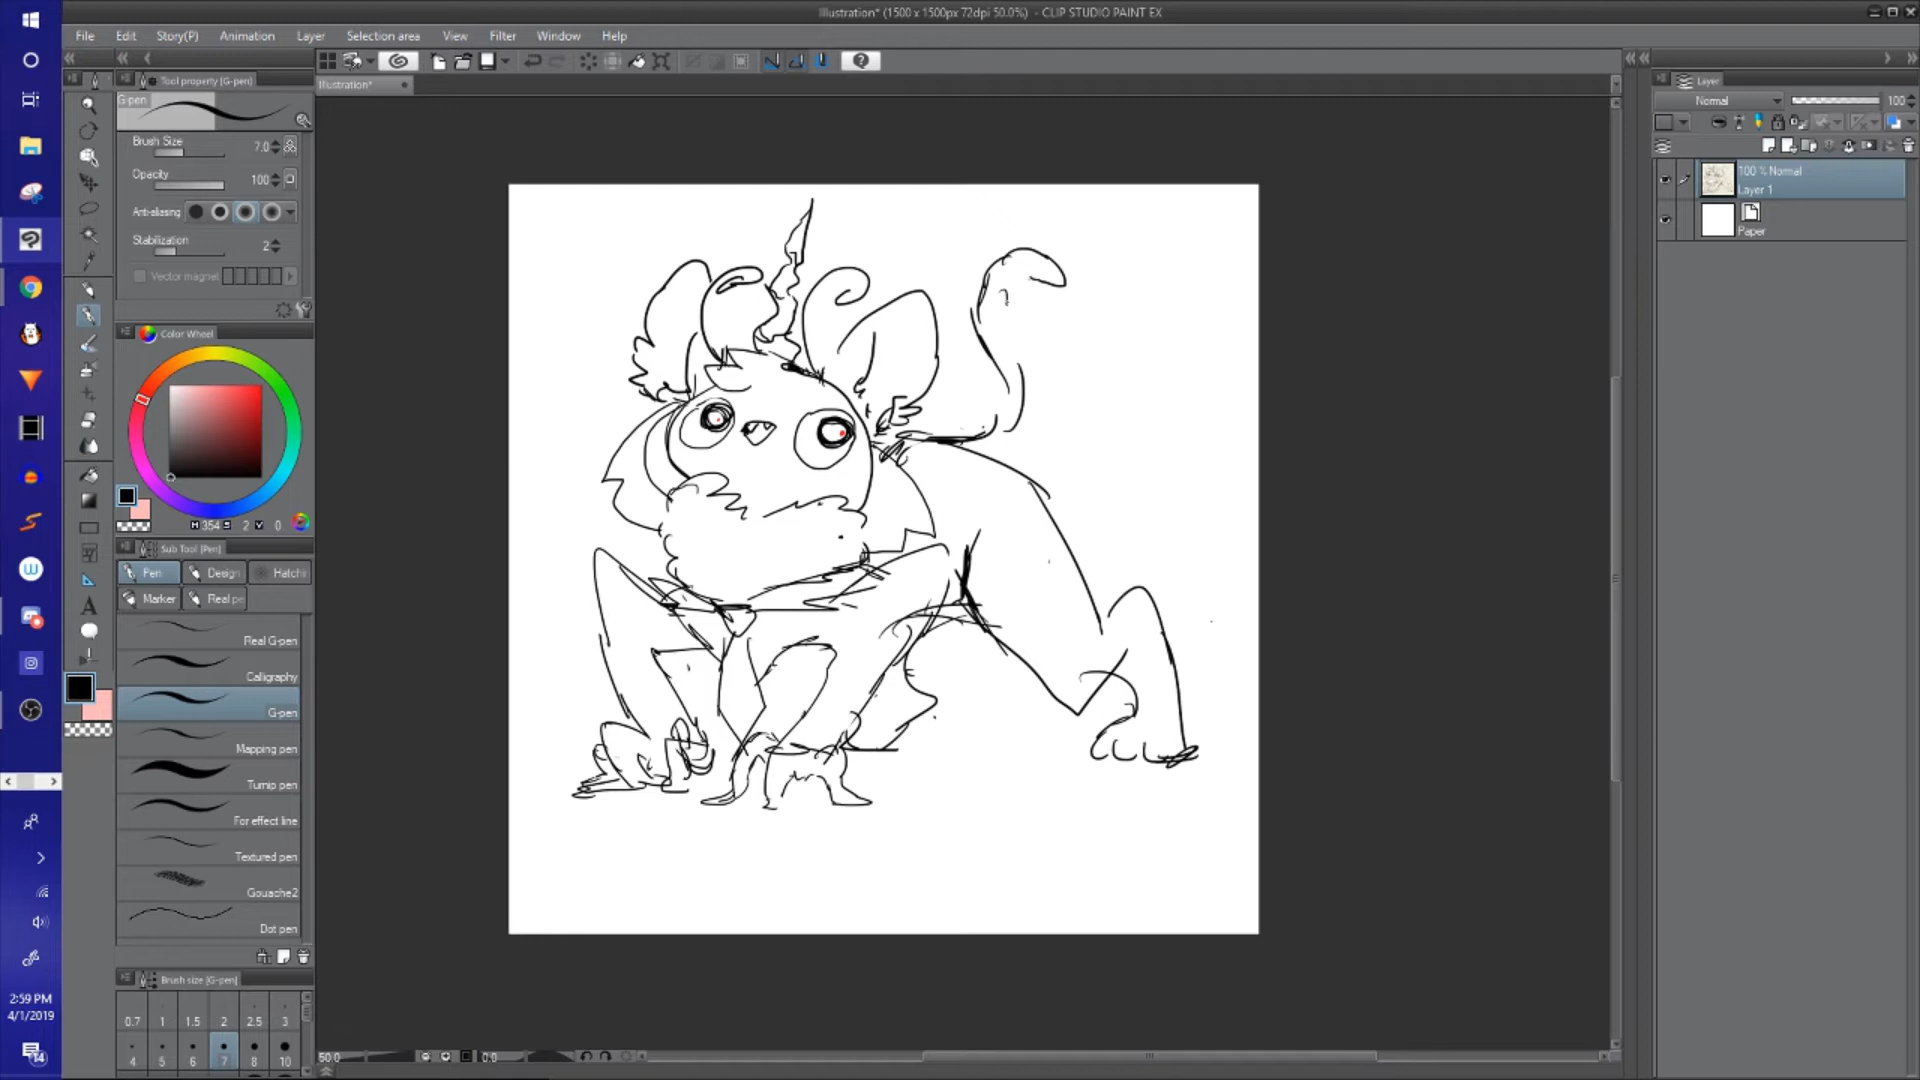 Illustration* (1500 x 1500px 72dpi 50.0%) - CLIP STUDIO PAINT EX
File Edit Story(P) Animation Layer Selection area View Filter Window Help
Tool property [G-pen]
Illustration*
Layer
G-pen
Normal 100
Brush Size 7.0
Opacity 100
Anti-aliasing
Stabilization 2
Vector magnet
100 % Normal
Layer 1
Paper
Color Wheel
H 354 S 2 V 0
Sub Tool [Pen]
Pen Design Hatchin
Marker Real pe
Real G-pen
Calligraphy
G-pen
Mapping pen
Turnip pen
For effect line
Textured pen
Gouache2
Dot pen
Brush size [G-pen]
0.7 1 1.5 2 2.5 3
4 5 6 7 8 10
50.0 0.0
2:59 PM
4/1/2019
14